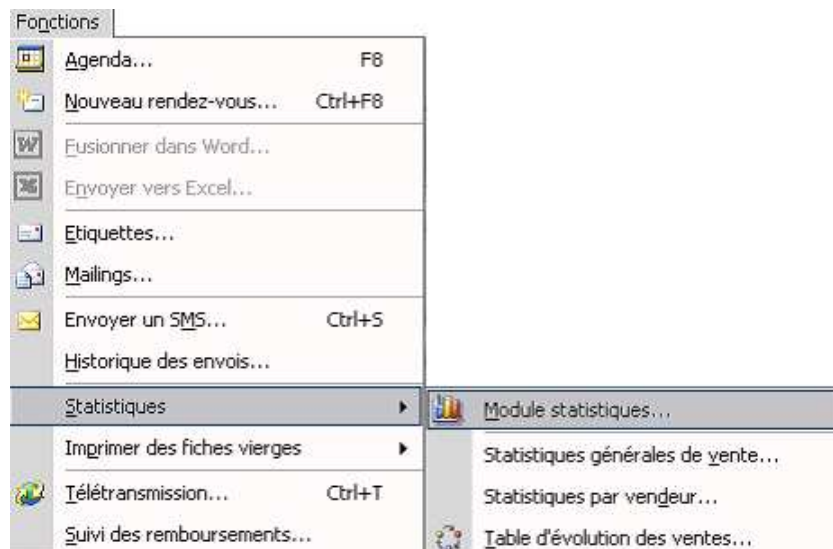 Fonctions
Agenda... F8
Nouveau rendez-vous... Ctrl+F8
Fusionner dans Word...
Envoyer vers Excel...
Etiquettes...
Mailings...
Envoyer un SMS... Ctrl+S
Historique des envois...
Statistiques
Module statistiques...
Imprimer des fiches vierges
Statistiques générales de vente...
Télétransmission... Ctrl+T
Statistiques par vendeur...
Suivi des remboursements...
Table d'évolution des ventes...